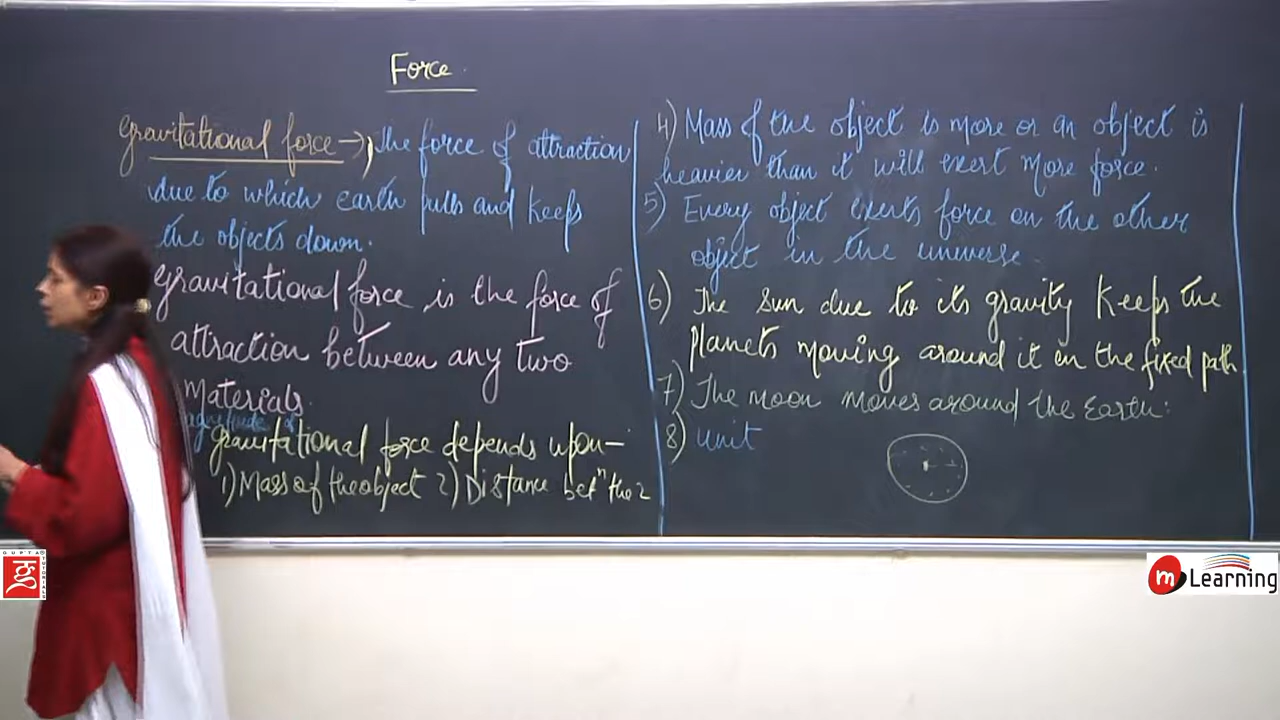 Force.
gravitational force → 1) The force of attraction
due to which earth pulls and keeps
the objects down.
gravitational force is the force of
attraction between any two
Materials.
gravitational force depends upon-
1) Mass of the object 2) Distance betn the 2
4) Mass of the object is more or an object is
heavier than it will exert more force.
5) Every object exerts force on the other
object in the universe.
6) The sun due to its gravity keeps the
planets moving around it in the fixed path
7) The moon moves around the Earth:
8) Unit
GUPTA TUTORIALS
m Learning